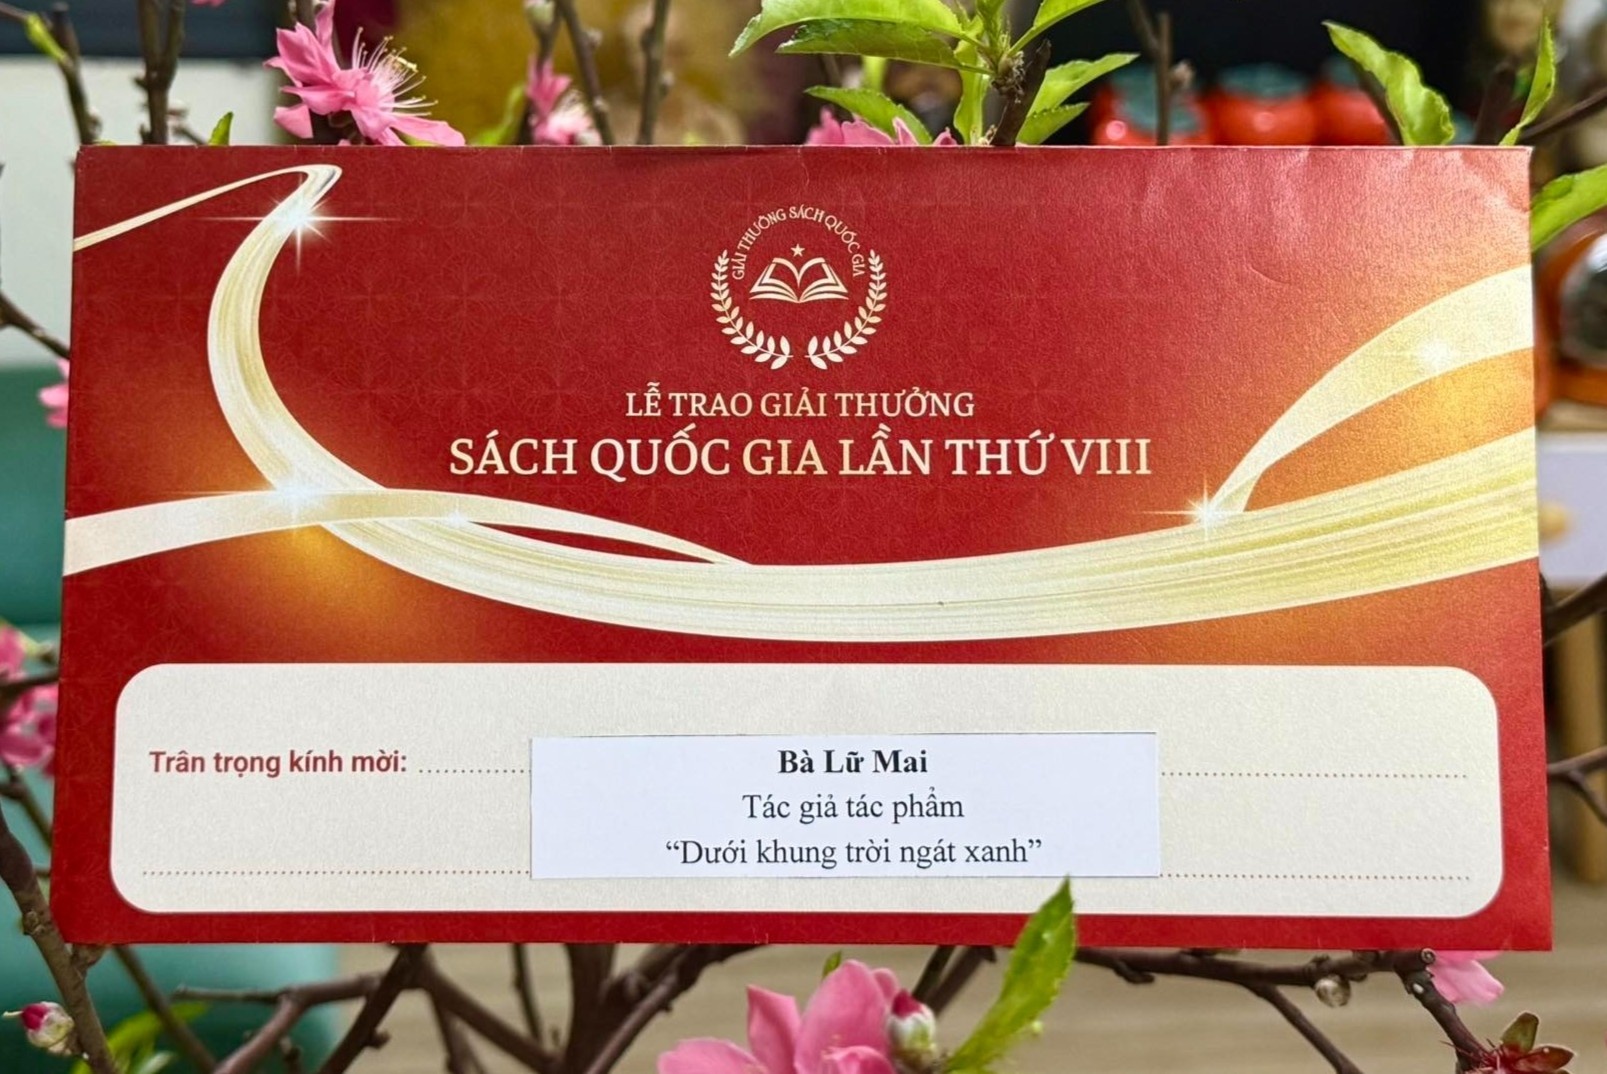 GIẢI THƯỞNG SÁCH QUỐC GIA
LỄ TRAO GIẢI THƯỞNG
SÁCH QUỐC GIA LẦN THỨ VIII
Trân trọng kính mời:
Bà Lữ Mai
Tác giả tác phẩm
“Dưới khung trời ngát xanh”